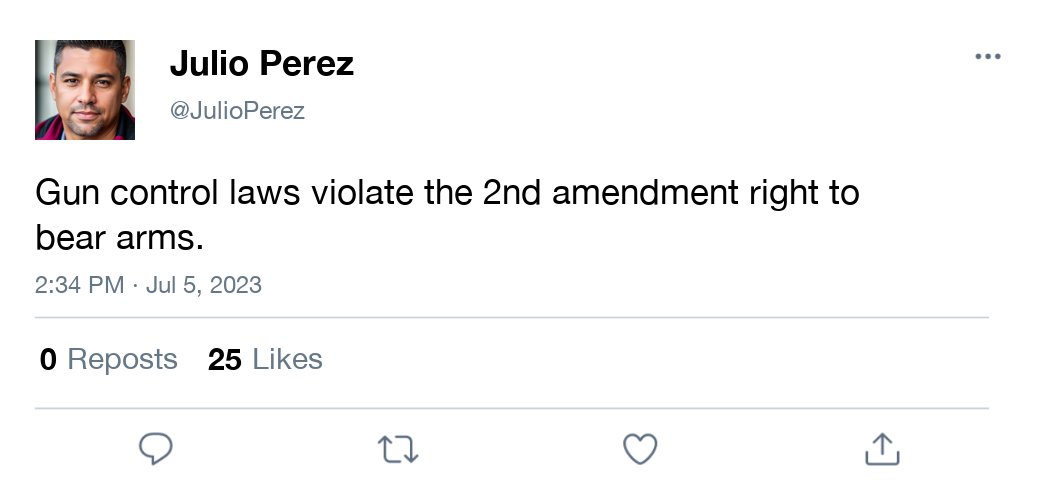 Julio Perez
@JulioPerez
Gun control laws violate the 2nd amendment right to
bear arms.
2:34 PM · Jul 5, 2023
0 Reposts 25 Likes